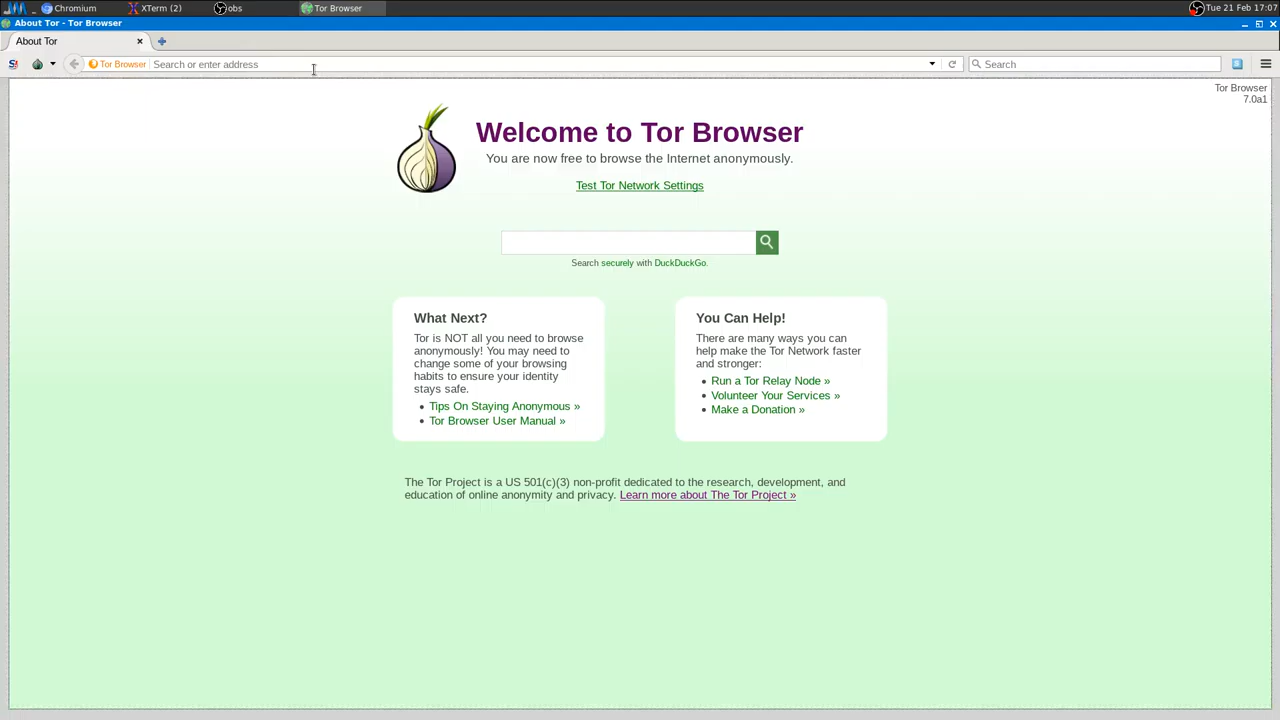 Chromium
XTerm (2)
obs
Tor Browser
Tue 21 Feb 17:07
About Tor - Tor Browser
About Tor
Tor Browser
Search or enter address
Search
Tor Browser
7.0a1
Welcome to Tor Browser
You are now free to browse the Internet anonymously.
Test Tor Network Settings
Search securely with DuckDuckGo.
What Next?
Tor is NOT all you need to browse
anonymously! You may need to
change some of your browsing
habits to ensure your identity
stays safe.
• Tips On Staying Anonymous »
• Tor Browser User Manual »
You Can Help!
There are many ways you can
help make the Tor Network faster
and stronger:
• Run a Tor Relay Node »
• Volunteer Your Services »
• Make a Donation »
The Tor Project is a US 501(c)(3) non-profit dedicated to the research, development, and
education of online anonymity and privacy. Learn more about The Tor Project »